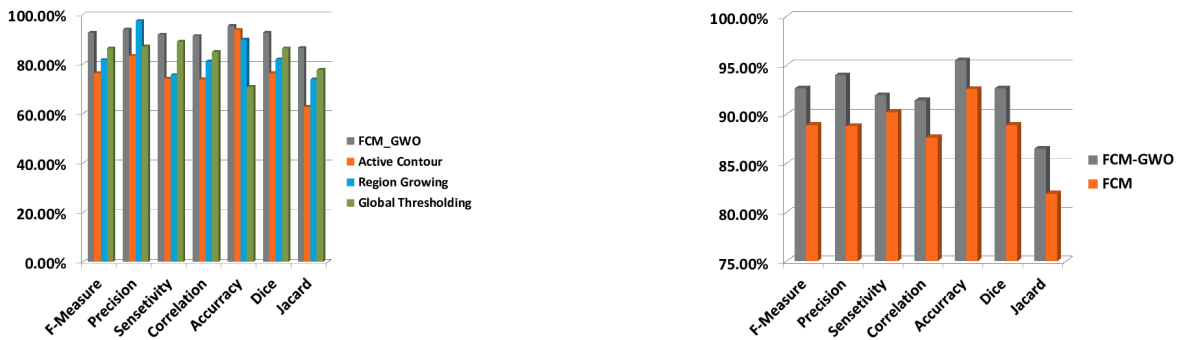 100.00%
80.00%
60.00%
40.00%
20.00%
0.00%
F-Measure
Precision
Sensetivity
Correlation
Accurracy
Dice
Jacard
FCM_GWO
Active Contour
Region Growing
Global Thresholding
100.00%
95.00%
90.00%
85.00%
80.00%
75.00%
F-Measure
Precision
Sensetivity
Correlation
Accurracy
Dice
Jacard
FCM-GWO
FCM